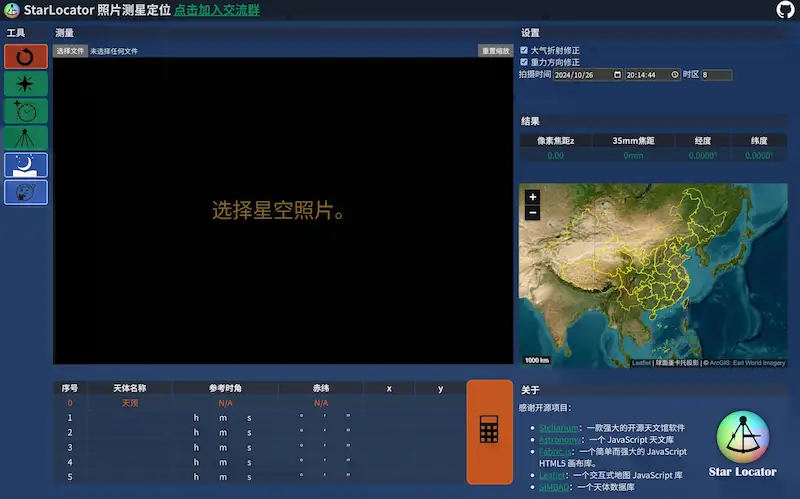 StarLocator 照片测星定位 点击加入交流群
工具
测量
选择文件 未选择任何文件
重置缩放
选择星空照片。
序号 天体名称 参考时角 赤纬 x y
0 天顶 N/A N/A
1 h m s ° ′ ″
2 h m s ° ′ ″
3 h m s ° ′ ″
4 h m s ° ′ ″
5 h m s ° ′ ″
设置
大气折射修正
重力方向修正
拍摄时间 2024/10/26 20:14:44 时区 8
结果
像素焦距z 35mm焦距 经度 纬度
0.00 0mm 0.0000° 0.0000°
+
−
1000 km
Leaflet | 球面墨卡托投影 | © ArcGIS: Esri World Imagery
关于
感谢开源项目：
Stellarium：一款强大的开源天文馆软件
Astronomy：一个 JavaScript 天文库
Fabric.js：一个简单而强大的 JavaScript
HTML5 画布库。
Leaflet：一个交互式地图 JavaScript 库
SIMBAD：一个天体数据库
Star Locator